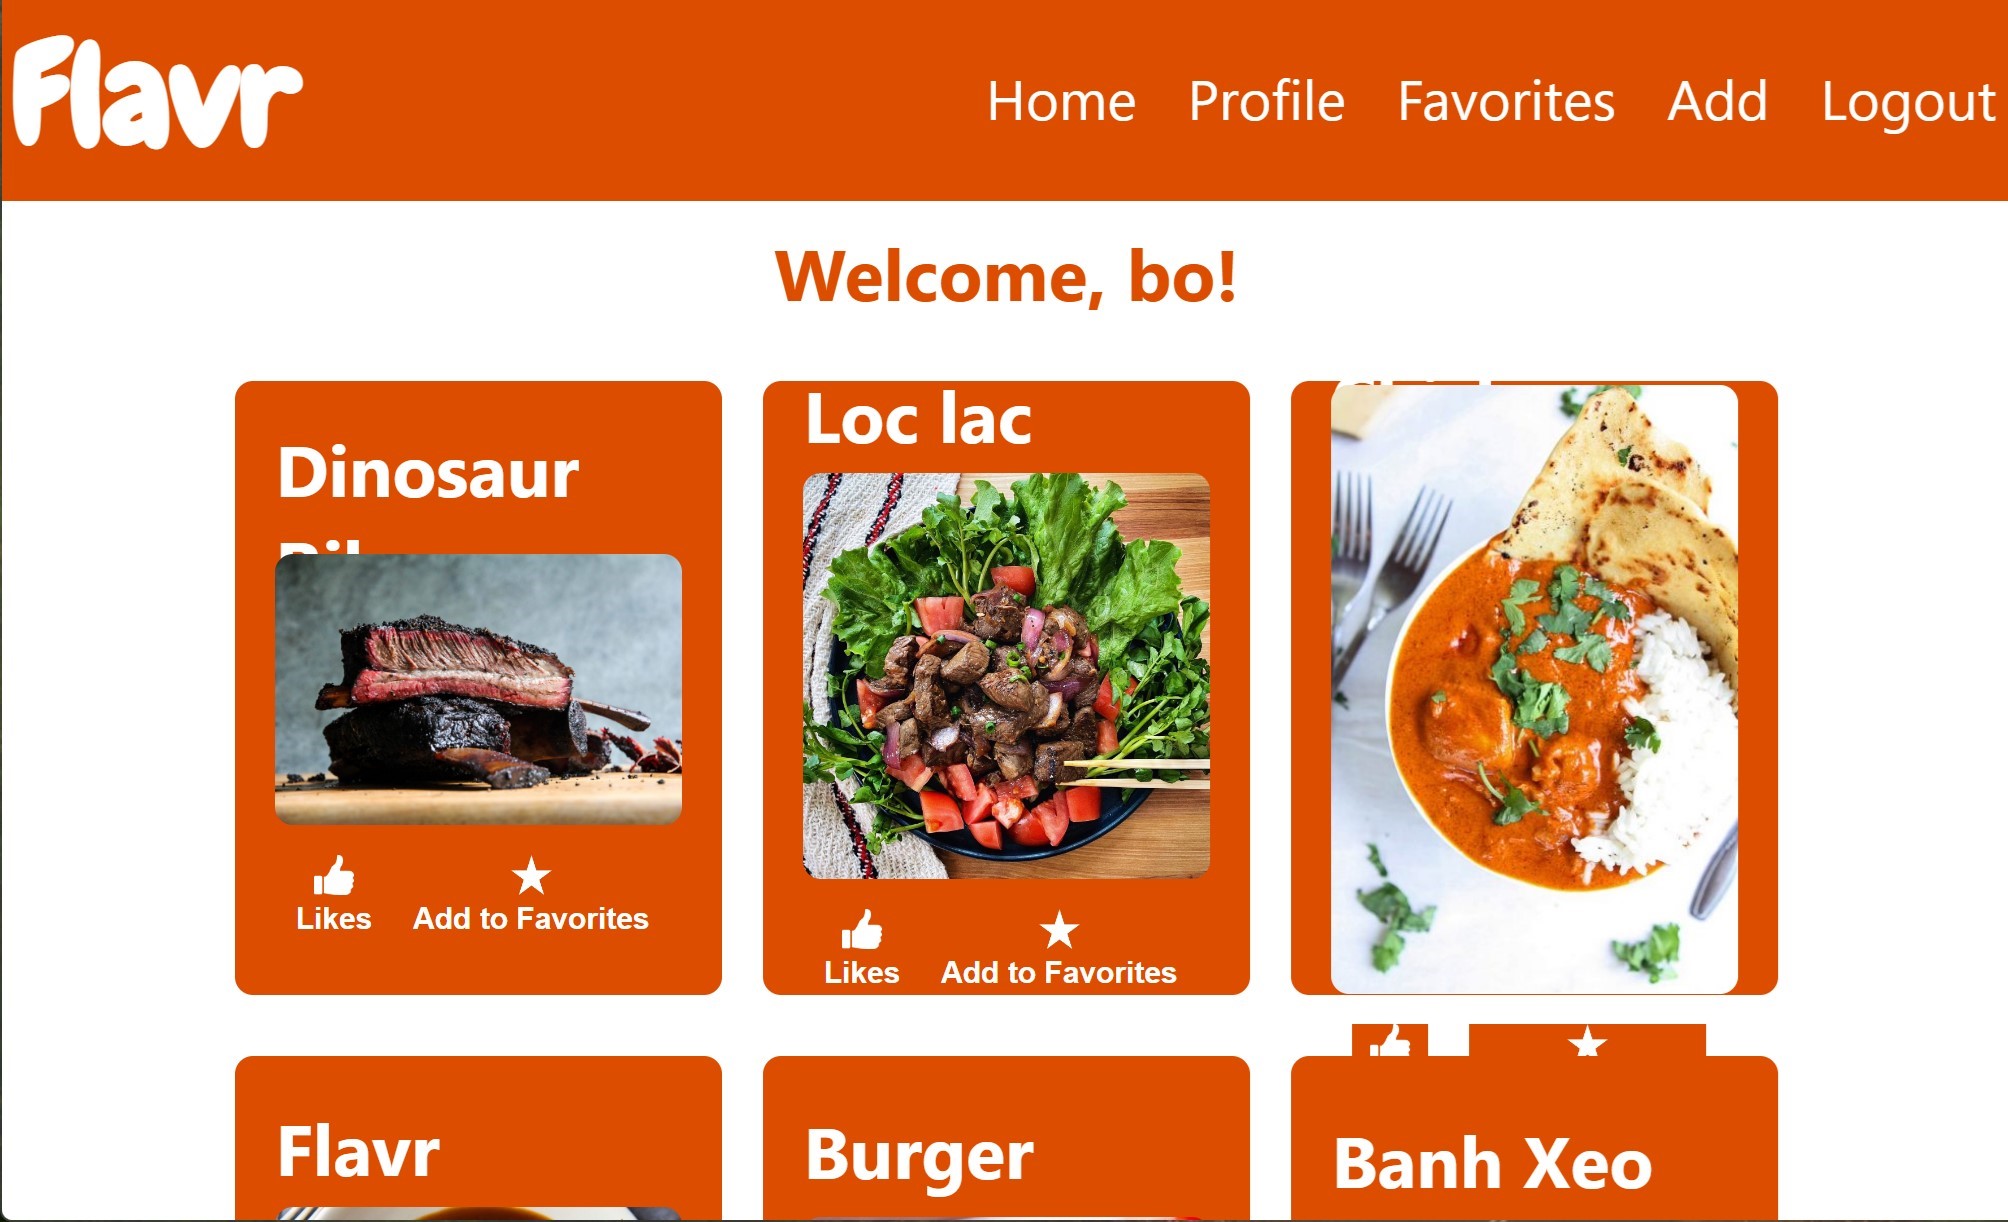 Flavr
Home Profile Favorites Add Logout
Welcome, bo!
Dinosaur
Loc lac
Likes Add to Favorites
Likes Add to Favorites
Flavr
Burger
Banh Xeo